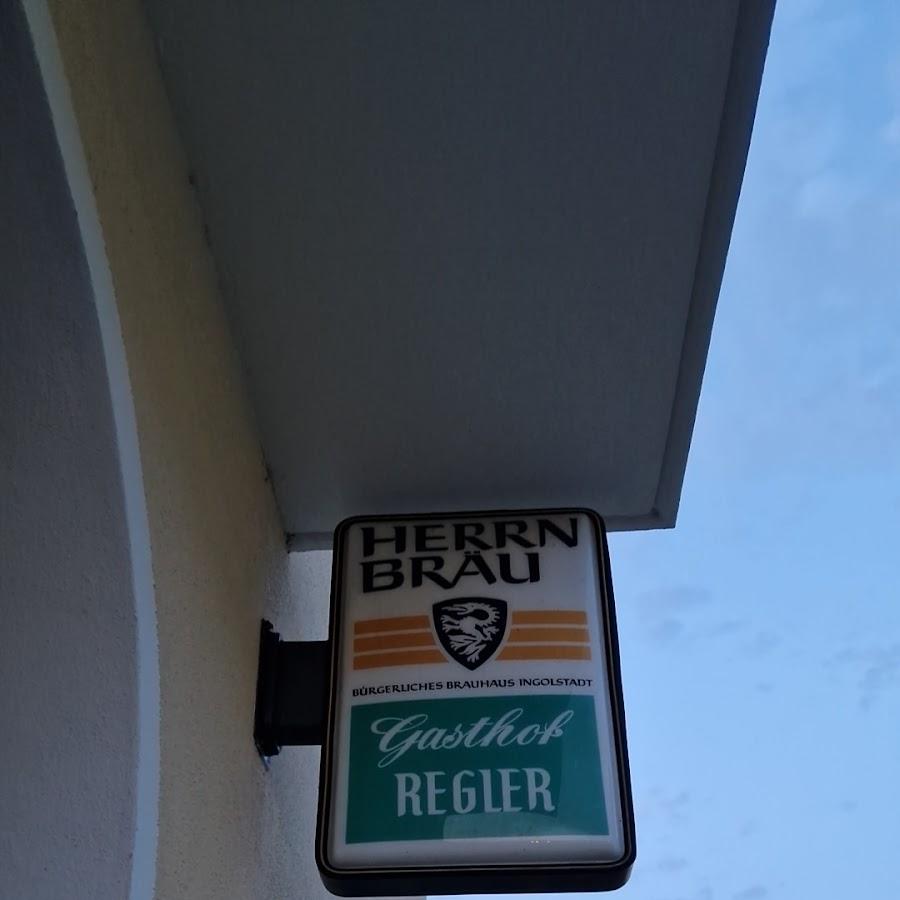 HERRN
BRÄU
BÜRGERLICHES BRAUHAUS INGOLSTADT
Gasthof
REGLER